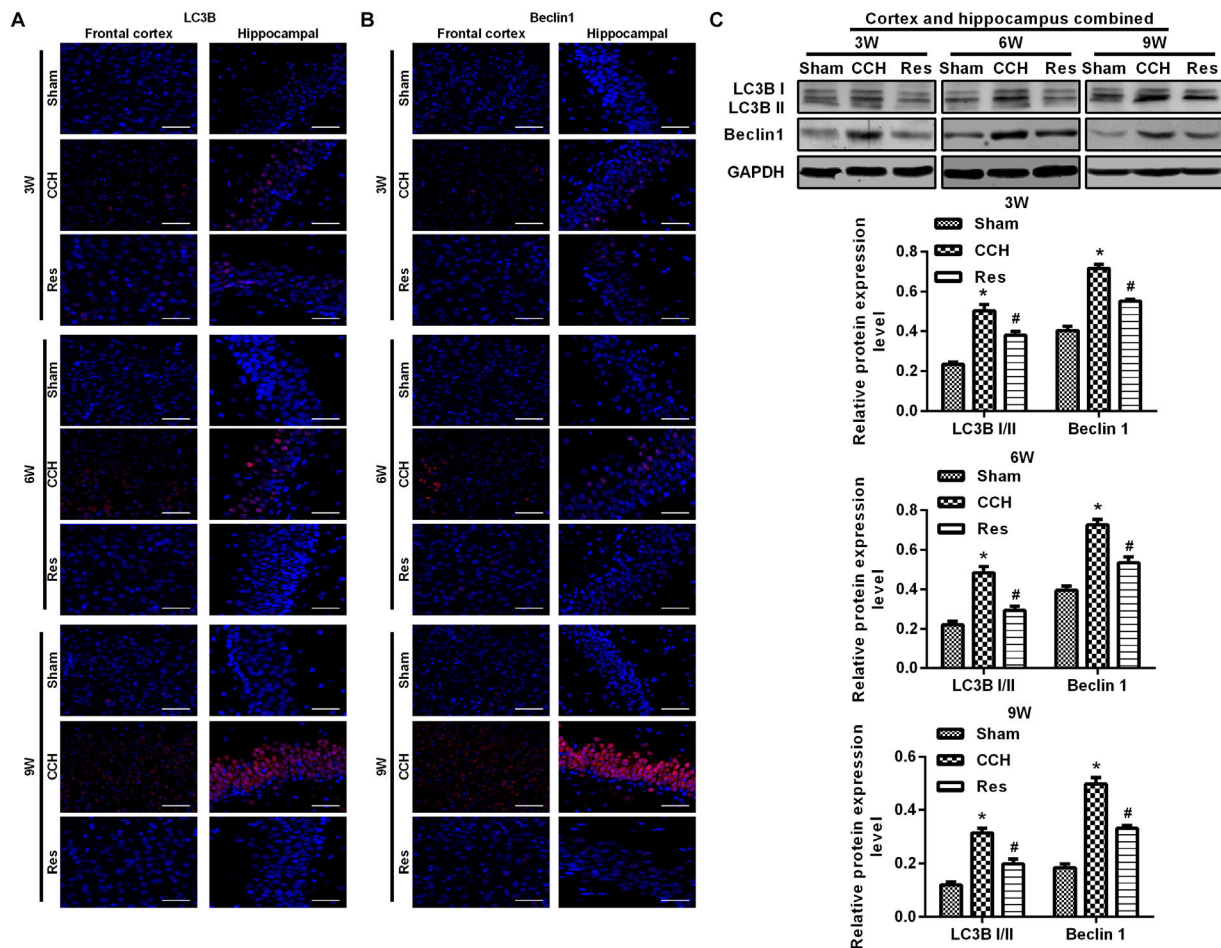 A
LC3B
Frontal cortex Hippocampal
3W
Sham
CCH
Res
6W
Sham
CCH
Res
9W
Sham
CCH
Res
B
Beclin1
Frontal cortex Hippocampal
3W
Sham
CCH
Res
6W
Sham
CCH
Res
9W
Sham
CCH
Res
C
Cortex and hippocampus combined
3W 6W 9W
Sham CCH Res Sham CCH Res Sham CCH Res
LC3B I
LC3B II
Beclin1
GAPDH
3W
Sham
CCH
Res
Relative protein expression
level
0.8
0.6
0.4
0.2
0.0
* # * #
LC3B I/II Beclin 1
6W
Sham
CCH
Res
Relative protein expression
level
0.8
0.6
0.4
0.2
0.0
* # * #
LC3B I/II Beclin 1
9W
Sham
CCH
Res
Relative protein expression
level
0.6
0.4
0.2
0.0
* # * #
LC3B I/II Beclin 1